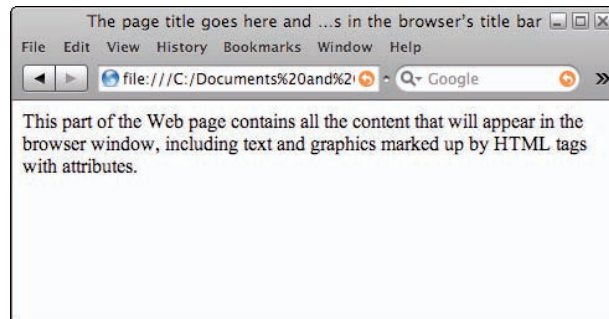 The page title goes here and ...s in the browser's title bar
File Edit View History Bookmarks Window Help
file:///C:/Documents%20and%2 Google
This part of the Web page contains all the content that will appear in the
browser window, including text and graphics marked up by HTML tags
with attributes.